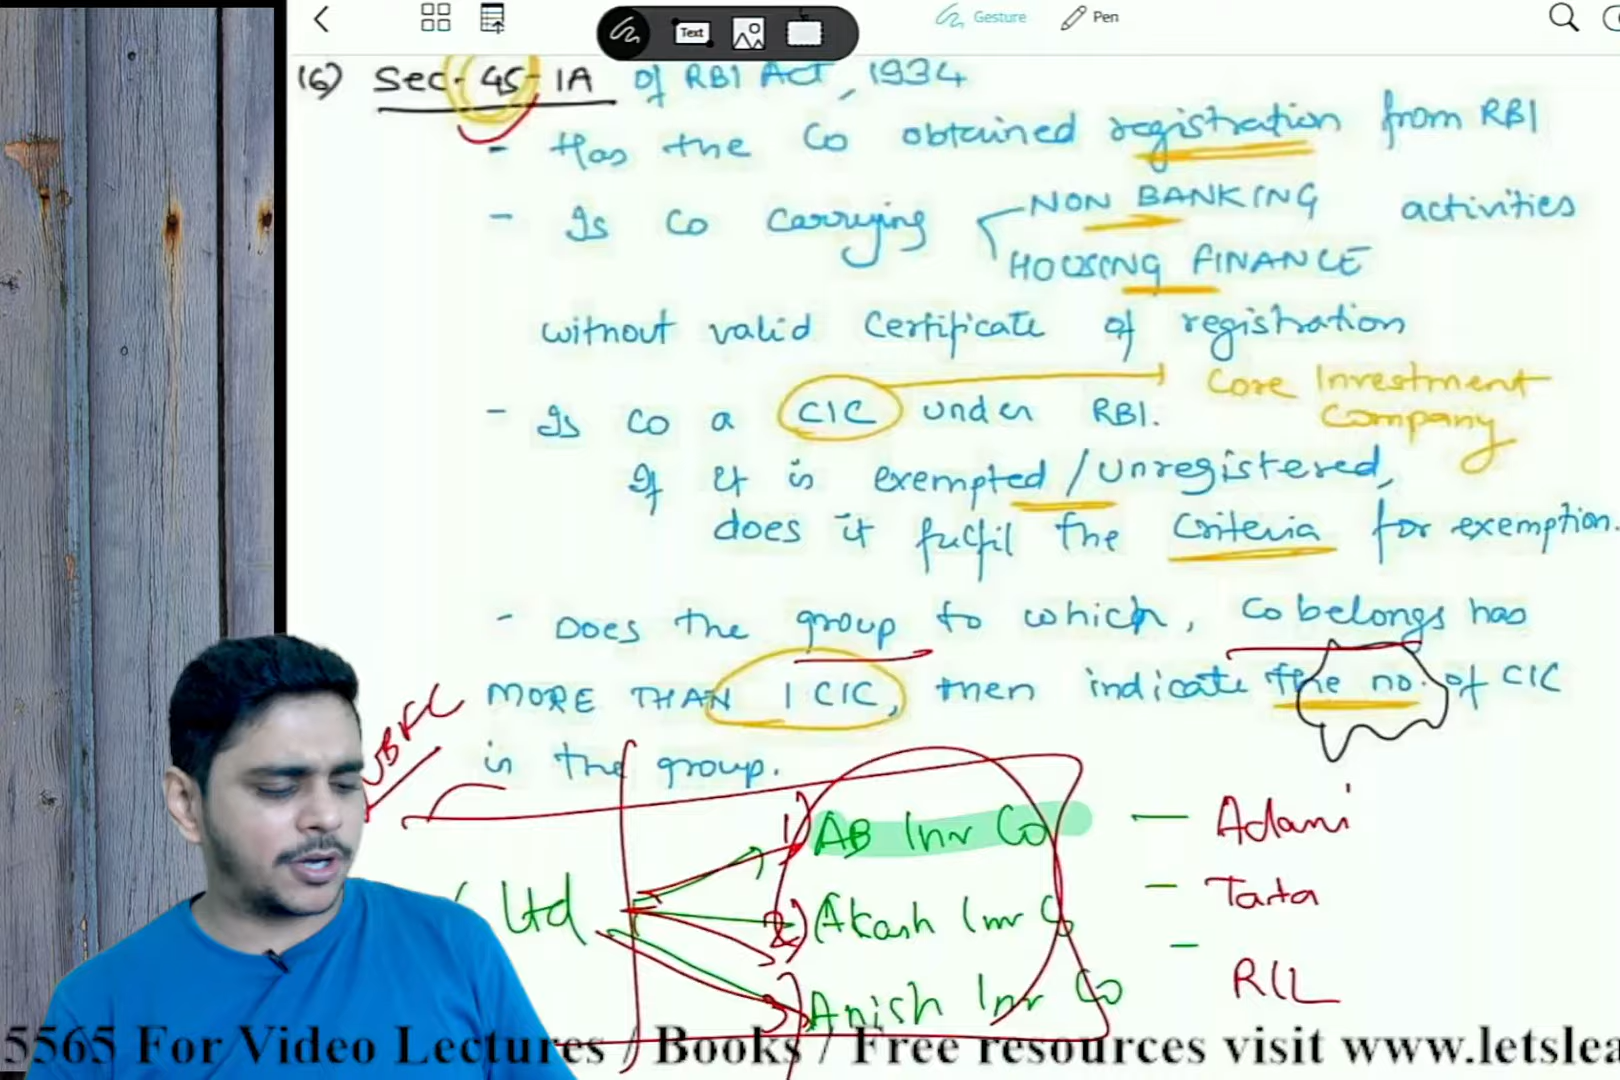 Gesture Pen
Text
(6) Sec-45-IA of RBI ACT, 1934
- Has the Co obtained registration from RBI
- Is Co carrying NON BANKING activities
HOUSING FINANCE
without valid Certificate of registration
Core Investment
- Is Co a CIC under RBI. Company
If it is exempted / Unregistered,
does it fulfil the Criteria for exemption.
- Does the group to which, Co belongs has
MORE THAN 1 CIC, then indicate the no. of CIC
in the group.
1) AB Inv Co - Adani
Ltd 2) Akash Inv Co - Tata
3) Anish Inv Co - RIL
5565 For Video Lectures / Books / Free resources visit www.letslea